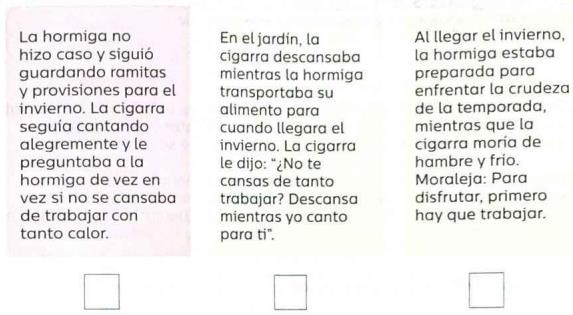 La hormiga no
hizo caso y siguió
guardando ramitas
y provisiones para el
invierno. La cigarra
seguía cantando
alegremente y le
preguntaba a la
hormiga de vez en
vez si no se cansaba
de trabajar con
tanto calor.
En el jardín, la
cigarra descansaba
mientras la hormiga
transportaba su
alimento para
cuando llegara el
invierno. La cigarra
le dijo: “¿No te
cansas de tanto
trabajar? Descansa
mientras yo canto
para ti”.
Al llegar el invierno,
la hormiga estaba
preparada para
enfrentar la crudeza
de la temporada,
mientras que la
cigarra moría de
hambre y frío.
Moraleja: Para
disfrutar, primero
hay que trabajar.